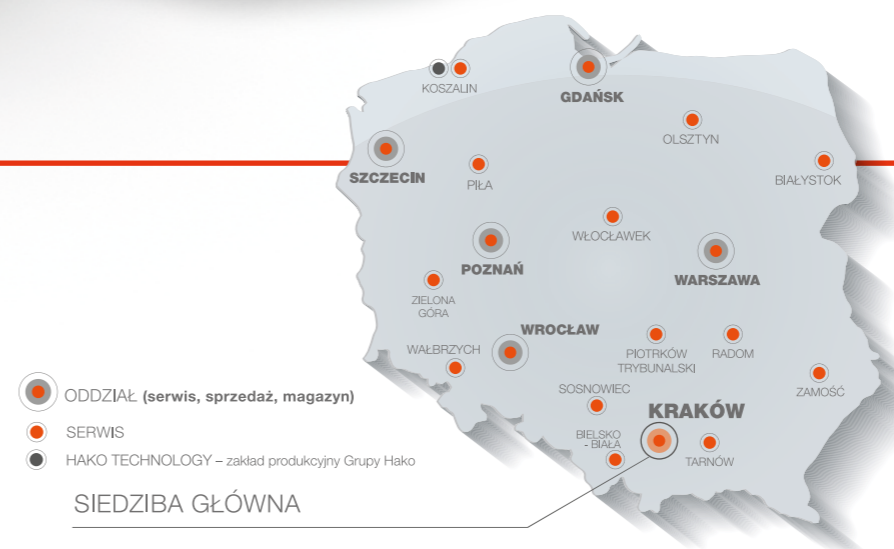 KOSZALIN
GDAŃSK
OLSZTYN
SZCZECIN
PIŁA
BIAŁYSTOK
WŁOCŁAWEK
POZNAŃ
WARSZAWA
ZIELONA
GÓRA
WROCŁAW
WAŁBRZYCH
PIOTRKÓW
TRYBUNALSKI
RADOM
SOSNOWIEC
ZAMOŚĆ
KRAKÓW
BIELSKO
- BIAŁA
TARNÓW
ODDZIAŁ (serwis, sprzedaż, magazyn)
SERWIS
HAKO TECHNOLOGY – zakład produkcyjny Grupy Hako
SIEDZIBA GŁÓWNA